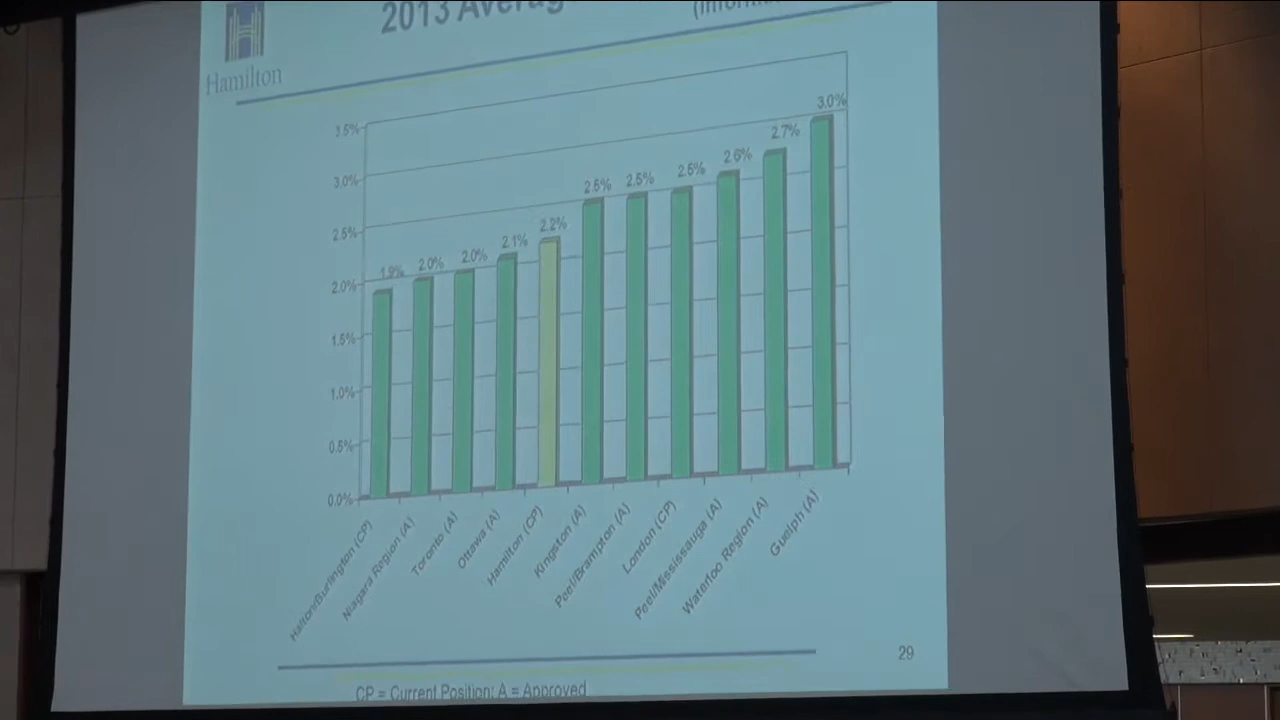 2013 Averag
Hamilton
3.5%
3.0%
2.5%
2.0%
1.5%
1.0%
0.5%
0.0%
1.9%
2.0%
2.0%
2.1%
2.2%
2.5%
2.5%
2.5%
2.6%
2.7%
3.0%
Halton/Burlington (CP)
Niagara Region (A)
Toronto (A)
Ottawa (A)
Hamilton (CP)
Kingston (A)
Peel/Brampton (A)
London (CP)
Peel/Mississauga (A)
Waterloo Region (A)
Guelph (A)
29
CP = Current Position; A = Approved